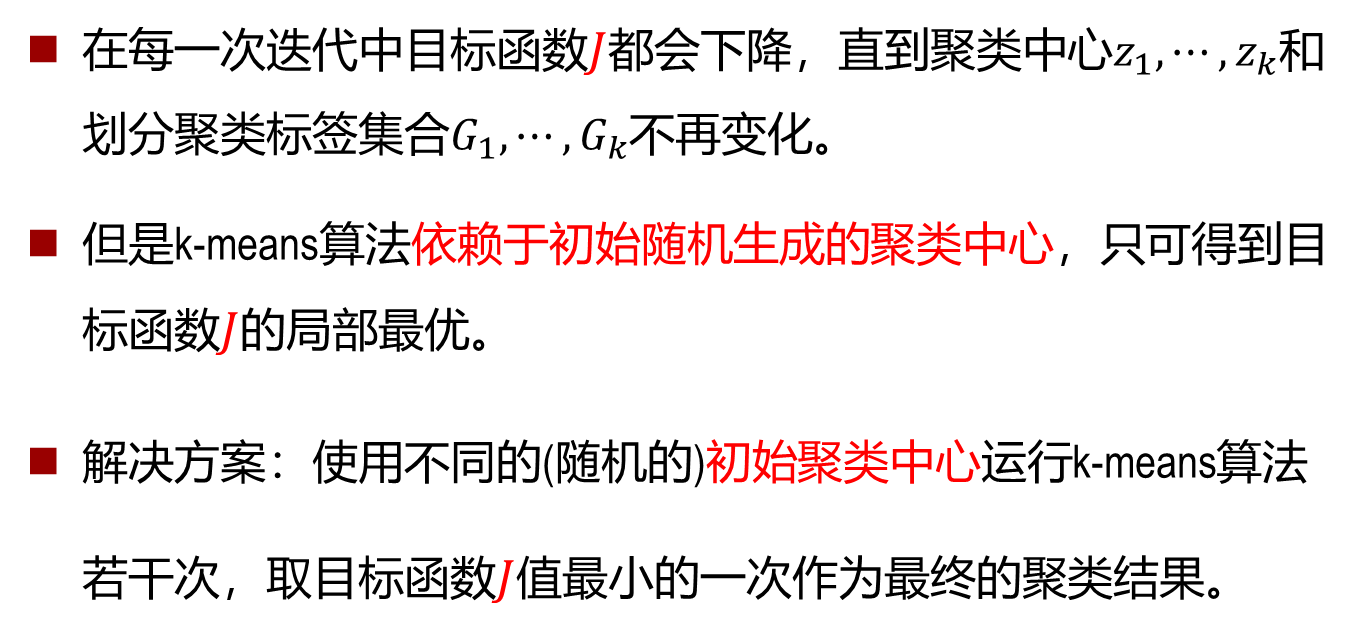 ■ 在每一次迭代中目标函数J都会下降，直到聚类中心z₁,⋯,zₖ和
划分聚类标签集合G₁,⋯,Gₖ不再变化。
■ 但是k-means算法依赖于初始随机生成的聚类中心，只可得到目
标函数J的局部最优。
■ 解决方案：使用不同的(随机的)初始聚类中心运行k-means算法
若干次，取目标函数J值最小的一次作为最终的聚类结果。